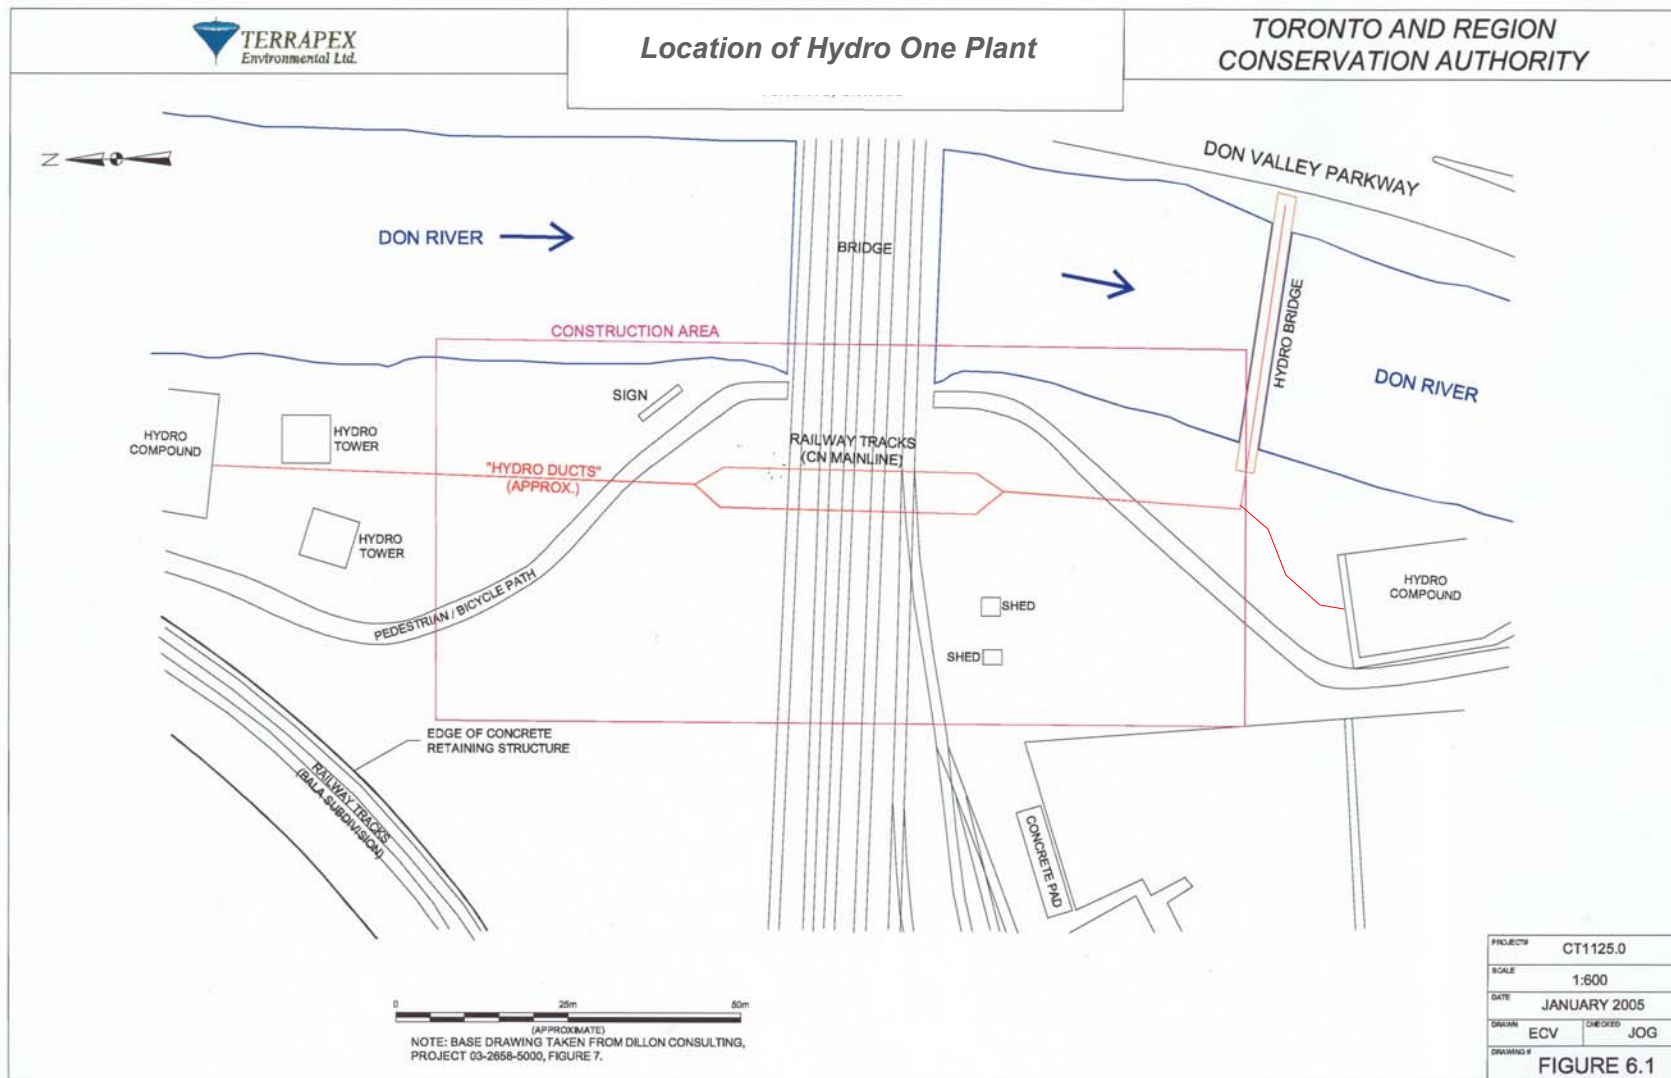 TERRAPEX
Environmental Ltd.
Location of Hydro One Plant
TORONTO AND REGION
CONSERVATION AUTHORITY
N
DON VALLEY PARKWAY
DON RIVER
BRIDGE
CONSTRUCTION AREA
HYDRO BRIDGE
DON RIVER
SIGN
HYDRO
COMPOUND
HYDRO
TOWER
RAILWAY TRACKS
(CN MAINLINE)
"HYDRO DUCTS"
(APPROX.)
HYDRO
TOWER
PEDESTRIAN / BICYCLE PATH
HYDRO
COMPOUND
SHED
SHED
EDGE OF CONCRETE
RETAINING STRUCTURE
RAILWAY TRACKS
(BALA SUBDIVISION)
CONCRETE PAD
0 25m 50m
(APPROXIMATE)
NOTE: BASE DRAWING TAKEN FROM DILLON CONSULTING,
PROJECT 03-2658-5000, FIGURE 7.
PROJECT# CT1125.0
SCALE 1:600
DATE JANUARY 2005
DRAWN ECV CHECKED JOG
DRAWING # FIGURE 6.1